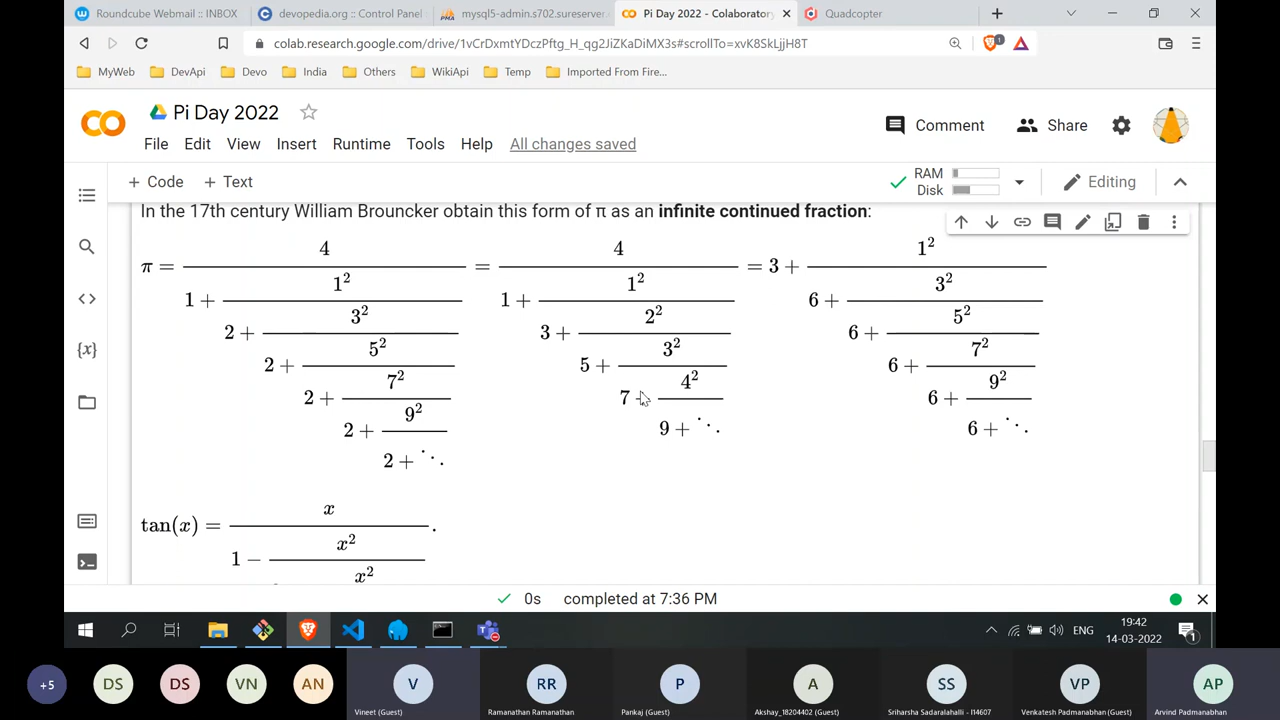 Roundcube Webmail :: INBOX
devopedia.org :: Control Panel
mysql5-admin.s702.sureserver.
Pi Day 2022 - Colaboratory
Quadcopter
colab.research.google.com/drive/1vCrDxmtYDczPftg_H_qg2JiZKaDiMX3s#scrollTo=xvK8SkLjjH8T
MyWeb DevApi Devo India Others WikiApi Temp Imported From Fire...
Pi Day 2022
Comment Share
File Edit View Insert Runtime Tools Help All changes saved
+ Code + Text
RAM
Disk
Editing
In the 17th century William Brouncker obtain this form of π as an infinite continued fraction:
π = 4 / (1 + 1² / (2 + 3² / (2 + 5² / (2 + 7² / (2 + 9² / (2 + ⋱)))))) = 4 / (1 + 1² / (3 + 2² / (5 + 3² / (7 + 4² / (9 + ⋱))))) = 3 + 1² / (6 + 3² / (6 + 5² / (6 + 7² / (6 + 9² / (6 + ⋱)))))
tan(x) = x / (1 − x² / x² .
0s completed at 7:36 PM
ENG
19:42
14-03-2022
1
+5 DS DS VN AN V RR P A SS VP AP
Vineet (Guest)
Ramanathan Ramanathan
Pankaj (Guest)
Akshay_18204402 (Guest)
Sriharsha Sadaralahalli - I14607
Venkatesh Padmanabhan (Guest)
Arvind Padmanabhan